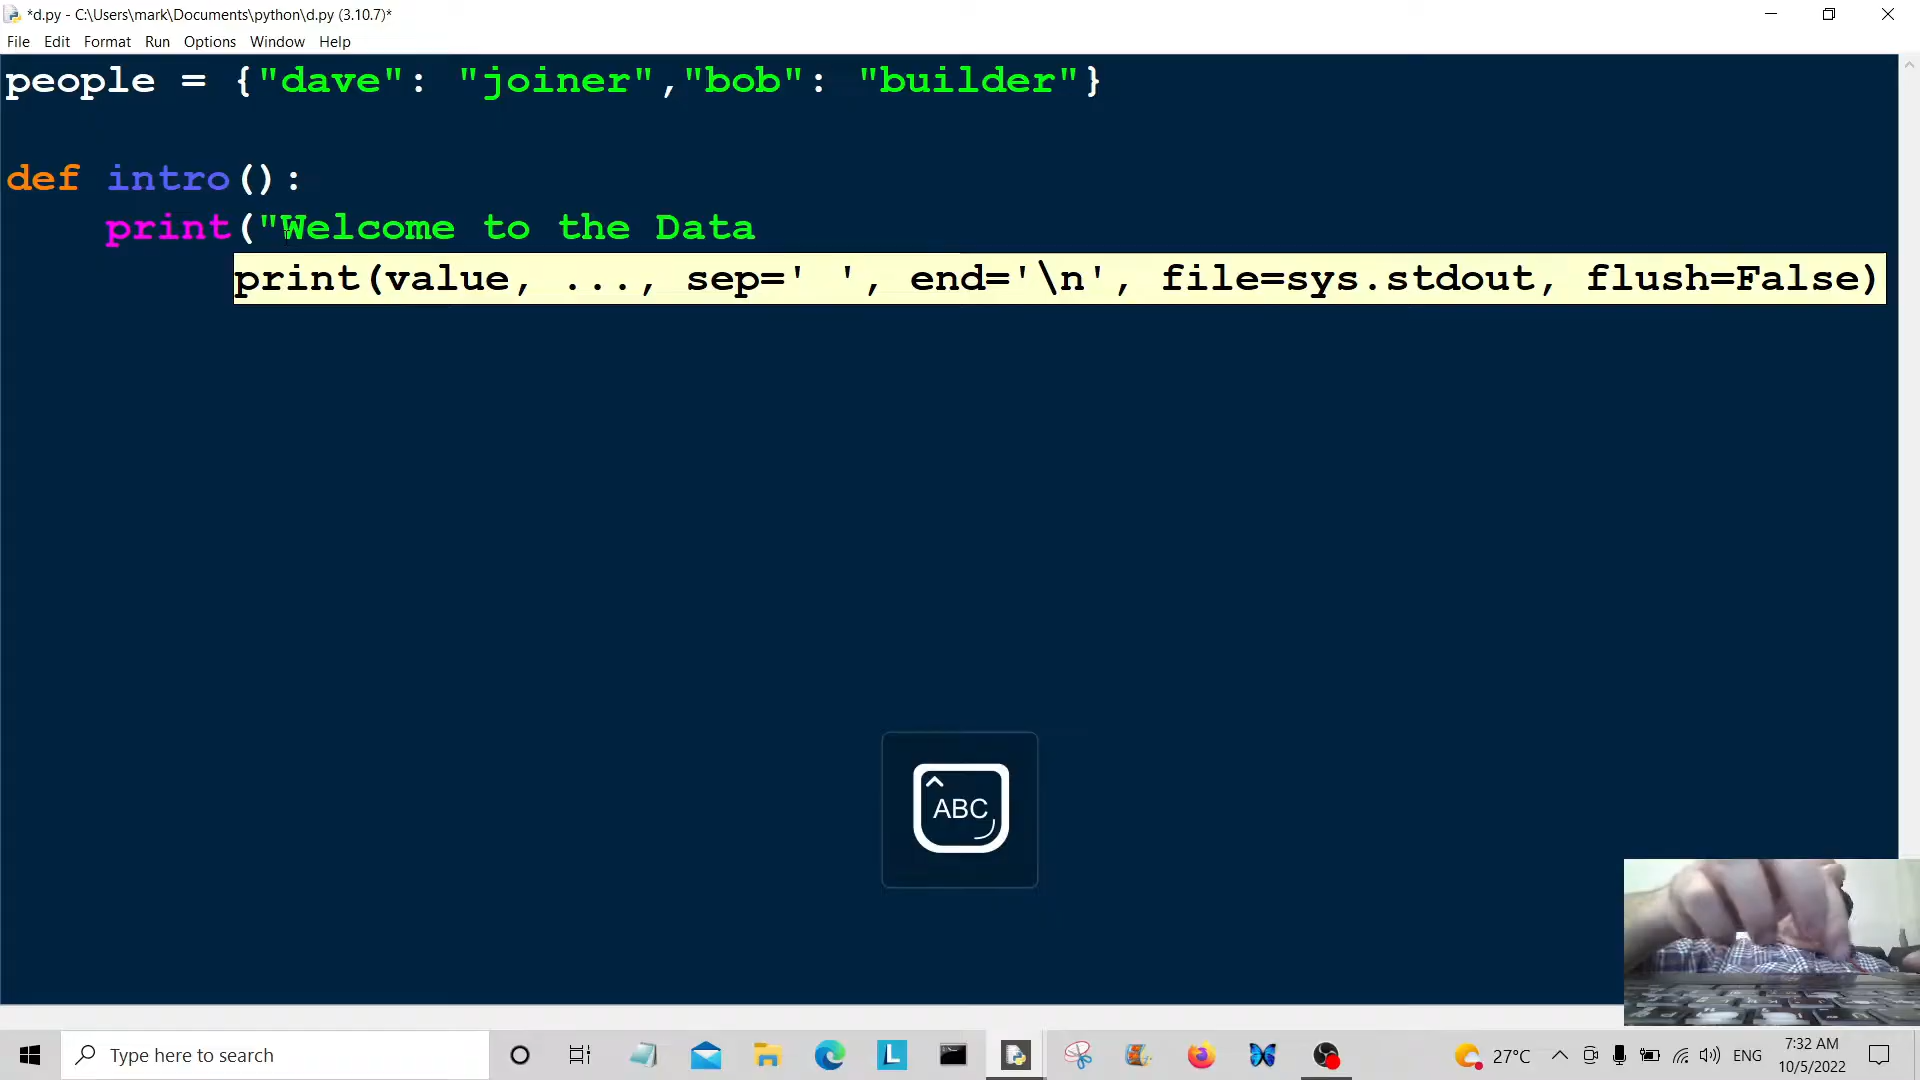 *d.py - C:\Users\mark\Documents\python\d.py (3.10.7)*
File Edit Format Run Options Window Help
people = {"dave": "joiner","bob": "builder"}
def intro():
print("Welcome to the Data
print(value, ..., sep=' ', end='\n', file=sys.stdout, flush=False)
ABC
Type here to search
L
27°C
ENG
7:32 AM
10/5/2022